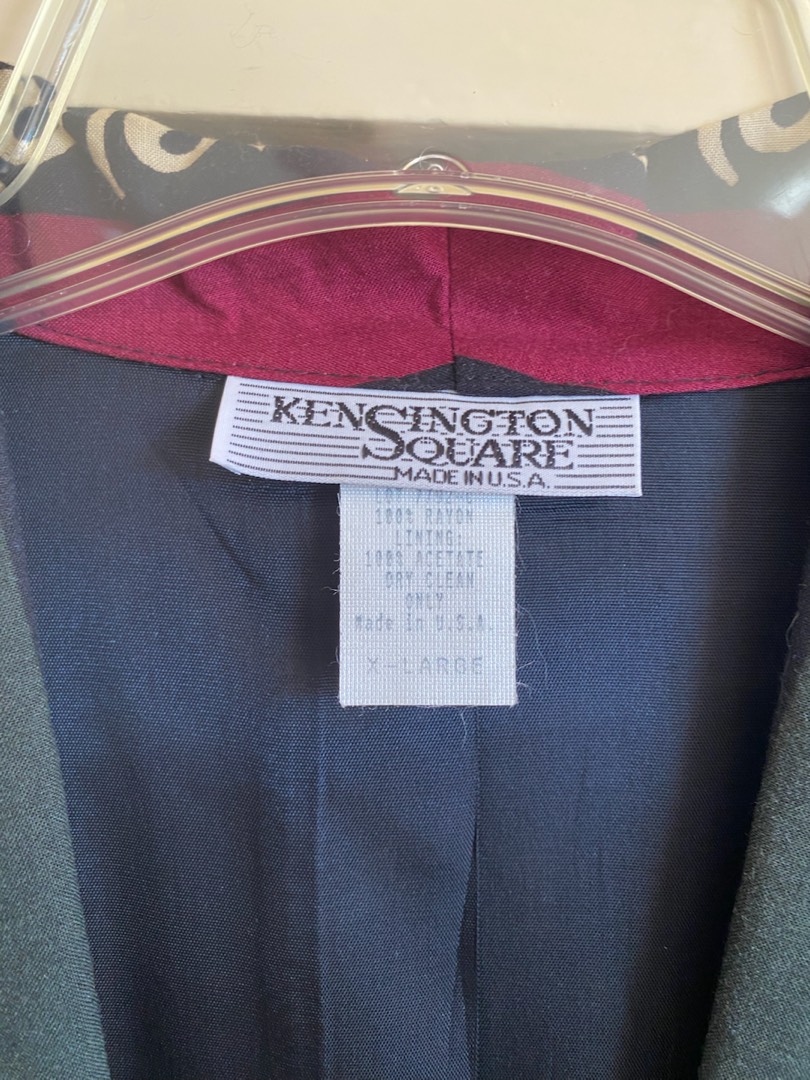 KENSINGTON
SQUARE
MADE IN U.S.A.
100% RAYON
LINING:
100% ACETATE
DRY CLEAN
ONLY
Made in U.S.A.
X-LARGE